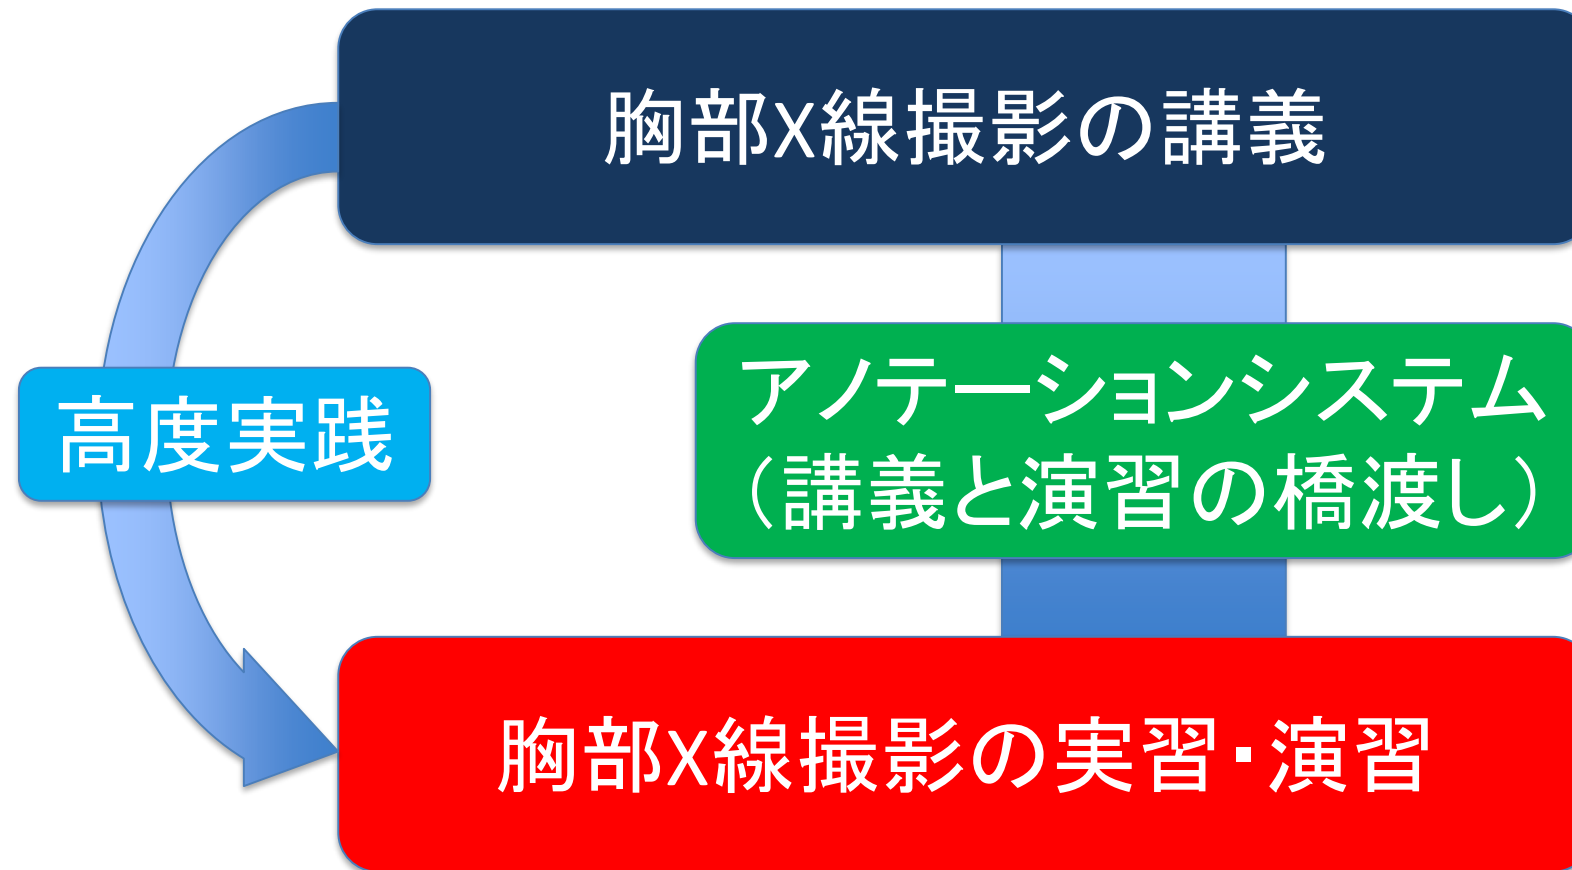 胸部X線撮影の講義
高度実践
アノテーションシステム
（講義と演習の橋渡し）
胸部X線撮影の実習・演習